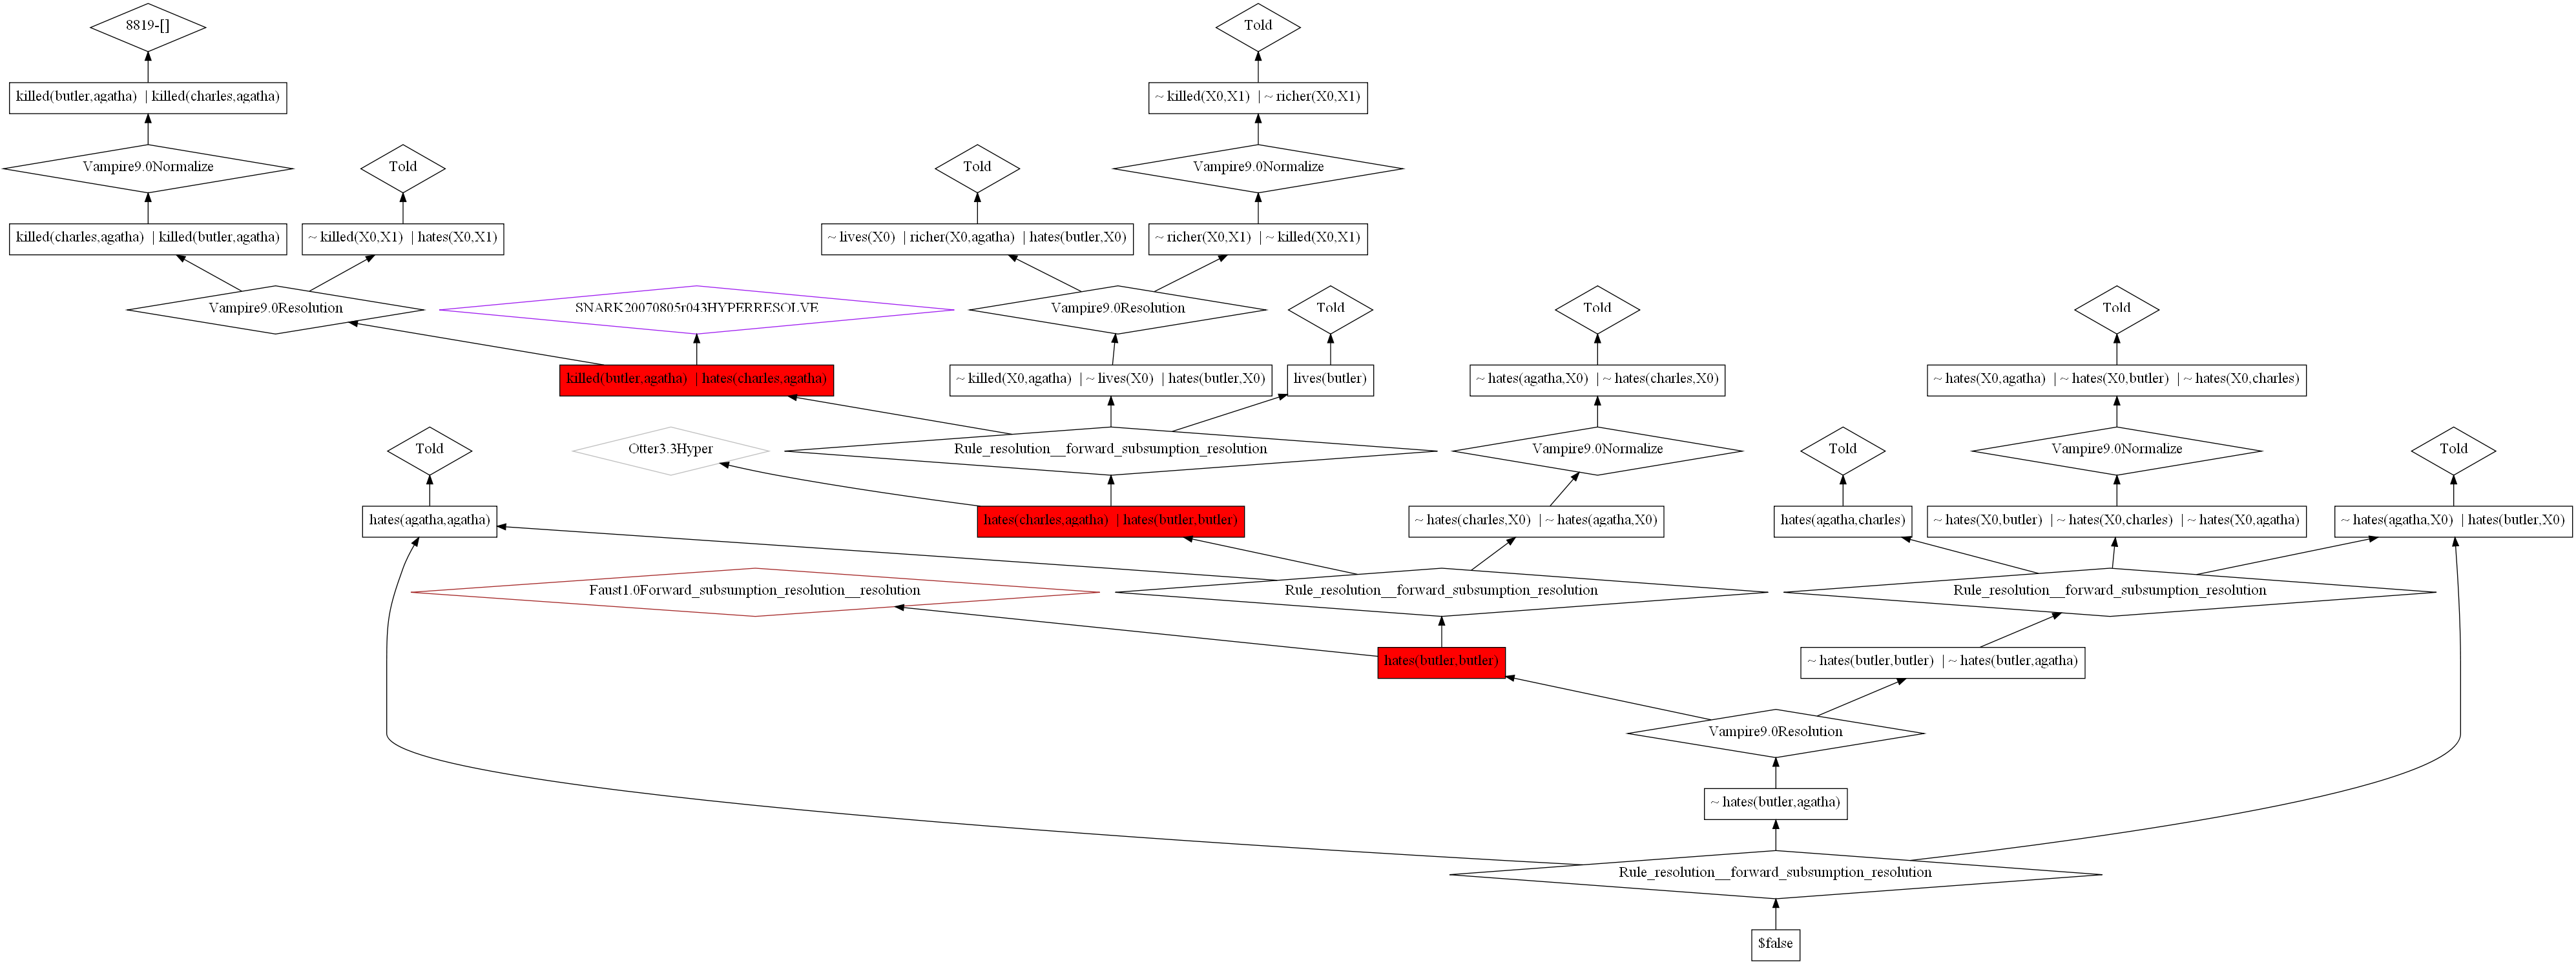 8819-[]
Told
killed(butler,agatha) | killed(charles,agatha)
~ killed(X0,X1) | ~ richer(X0,X1)
Vampire9.0Normalize
Told
Told
Vampire9.0Normalize
killed(charles,agatha) | killed(butler,agatha)
~ killed(X0,X1) | hates(X0,X1)
~ lives(X0) | richer(X0,agatha) | hates(butler,X0)
~ richer(X0,X1) | ~ killed(X0,X1)
Vampire9.0Resolution
SNARK20070805r043HYPERRESOLVE
Vampire9.0Resolution
Told
Told
Told
killed(butler,agatha) | hates(charles,agatha)
~ killed(X0,agatha) | ~ lives(X0) | hates(butler,X0)
lives(butler)
~ hates(agatha,X0) | ~ hates(charles,X0)
~ hates(X0,agatha) | ~ hates(X0,butler) | ~ hates(X0,charles)
Told
Otter3.3Hyper
Rule_resolution__forward_subsumption_resolution
Vampire9.0Normalize
Told
Vampire9.0Normalize
Told
hates(agatha,agatha)
hates(charles,agatha) | hates(butler,butler)
~ hates(charles,X0) | ~ hates(agatha,X0)
hates(agatha,charles)
~ hates(X0,butler) | ~ hates(X0,charles) | ~ hates(X0,agatha)
~ hates(agatha,X0) | hates(butler,X0)
Faust1.0Forward_subsumption_resolution__resolution
Rule_resolution__forward_subsumption_resolution
Rule_resolution__forward_subsumption_resolution
hates(butler,butler)
~ hates(butler,butler) | ~ hates(butler,agatha)
Vampire9.0Resolution
~ hates(butler,agatha)
Rule_resolution__forward_subsumption_resolution
$false